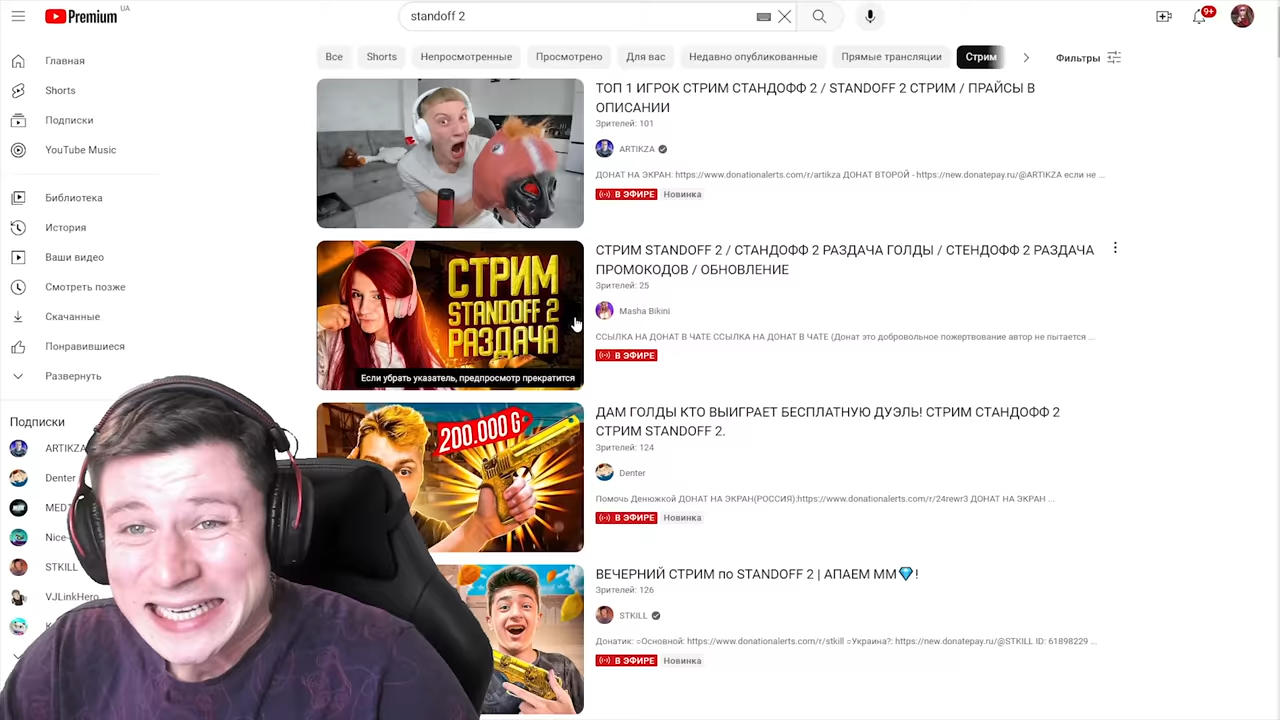 Premium UA
standoff 2
9+
Все
Shorts
Непросмотренные
Просмотрено
Для вас
Недавно опубликованные
Прямые трансляции
Стрим
Фильтры
Главная
Shorts
Подписки
YouTube Music
Библиотека
История
Ваши видео
Смотреть позже
Скачанные
Понравившиеся
Развернуть
Подписки
ARTIKZA
Denter
Nice-
STKILL
VJLinkHero
ТОП 1 ИГРОК СТРИМ СТАНДОФФ 2 / STANDOFF 2 СТРИМ / ПРАЙСЫ В
ОПИСАНИИ
Зрителей: 101
ARTIKZA
ДОНАТ НА ЭКРАН: https://www.donationalerts.com/r/artikza ДОНАТ ВТОРОЙ - https://new.donatepay.ru/@ARTIKZA если не ...
В ЭФИРЕ Новинка
СТРИМ
STANDOFF 2
РАЗДАЧА
Если убрать указатель, предпросмотр прекратится
СТРИМ STANDOFF 2 / СТАНДОФФ 2 РАЗДАЧА ГОЛДЫ / СТЕНДОФФ 2 РАЗДАЧА
ПРОМОКОДОВ / ОБНОВЛЕНИЕ
Зрителей: 25
Masha Bikini
ССЫЛКА НА ДОНАТ В ЧАТЕ ССЫЛКА НА ДОНАТ В ЧАТЕ (Донат это добровольное пожертвование автор не пытается ...
В ЭФИРЕ
200.000 G
ДАМ ГОЛДЫ КТО ВЫИГРАЕТ БЕСПЛАТНУЮ ДУЭЛЬ! СТРИМ СТАНДОФФ 2
СТРИМ STANDOFF 2.
Зрителей: 124
Denter
Помочь Денюжкой ДОНАТ НА ЭКРАН(РОССИЯ):https://www.donationalerts.com/r/24rewr3 ДОНАТ НА ЭКРАН ...
В ЭФИРЕ Новинка
ВЕЧЕРНИЙ СТРИМ по STANDOFF 2 | АПАЕМ ММ💎!
Зрителей: 126
STKILL
Донатик: ○Основной: https://www.donationalerts.com/r/stkill ○Украина?: https://new.donatepay.ru/@STKILL ID: 61898229 ...
В ЭФИРЕ Новинка